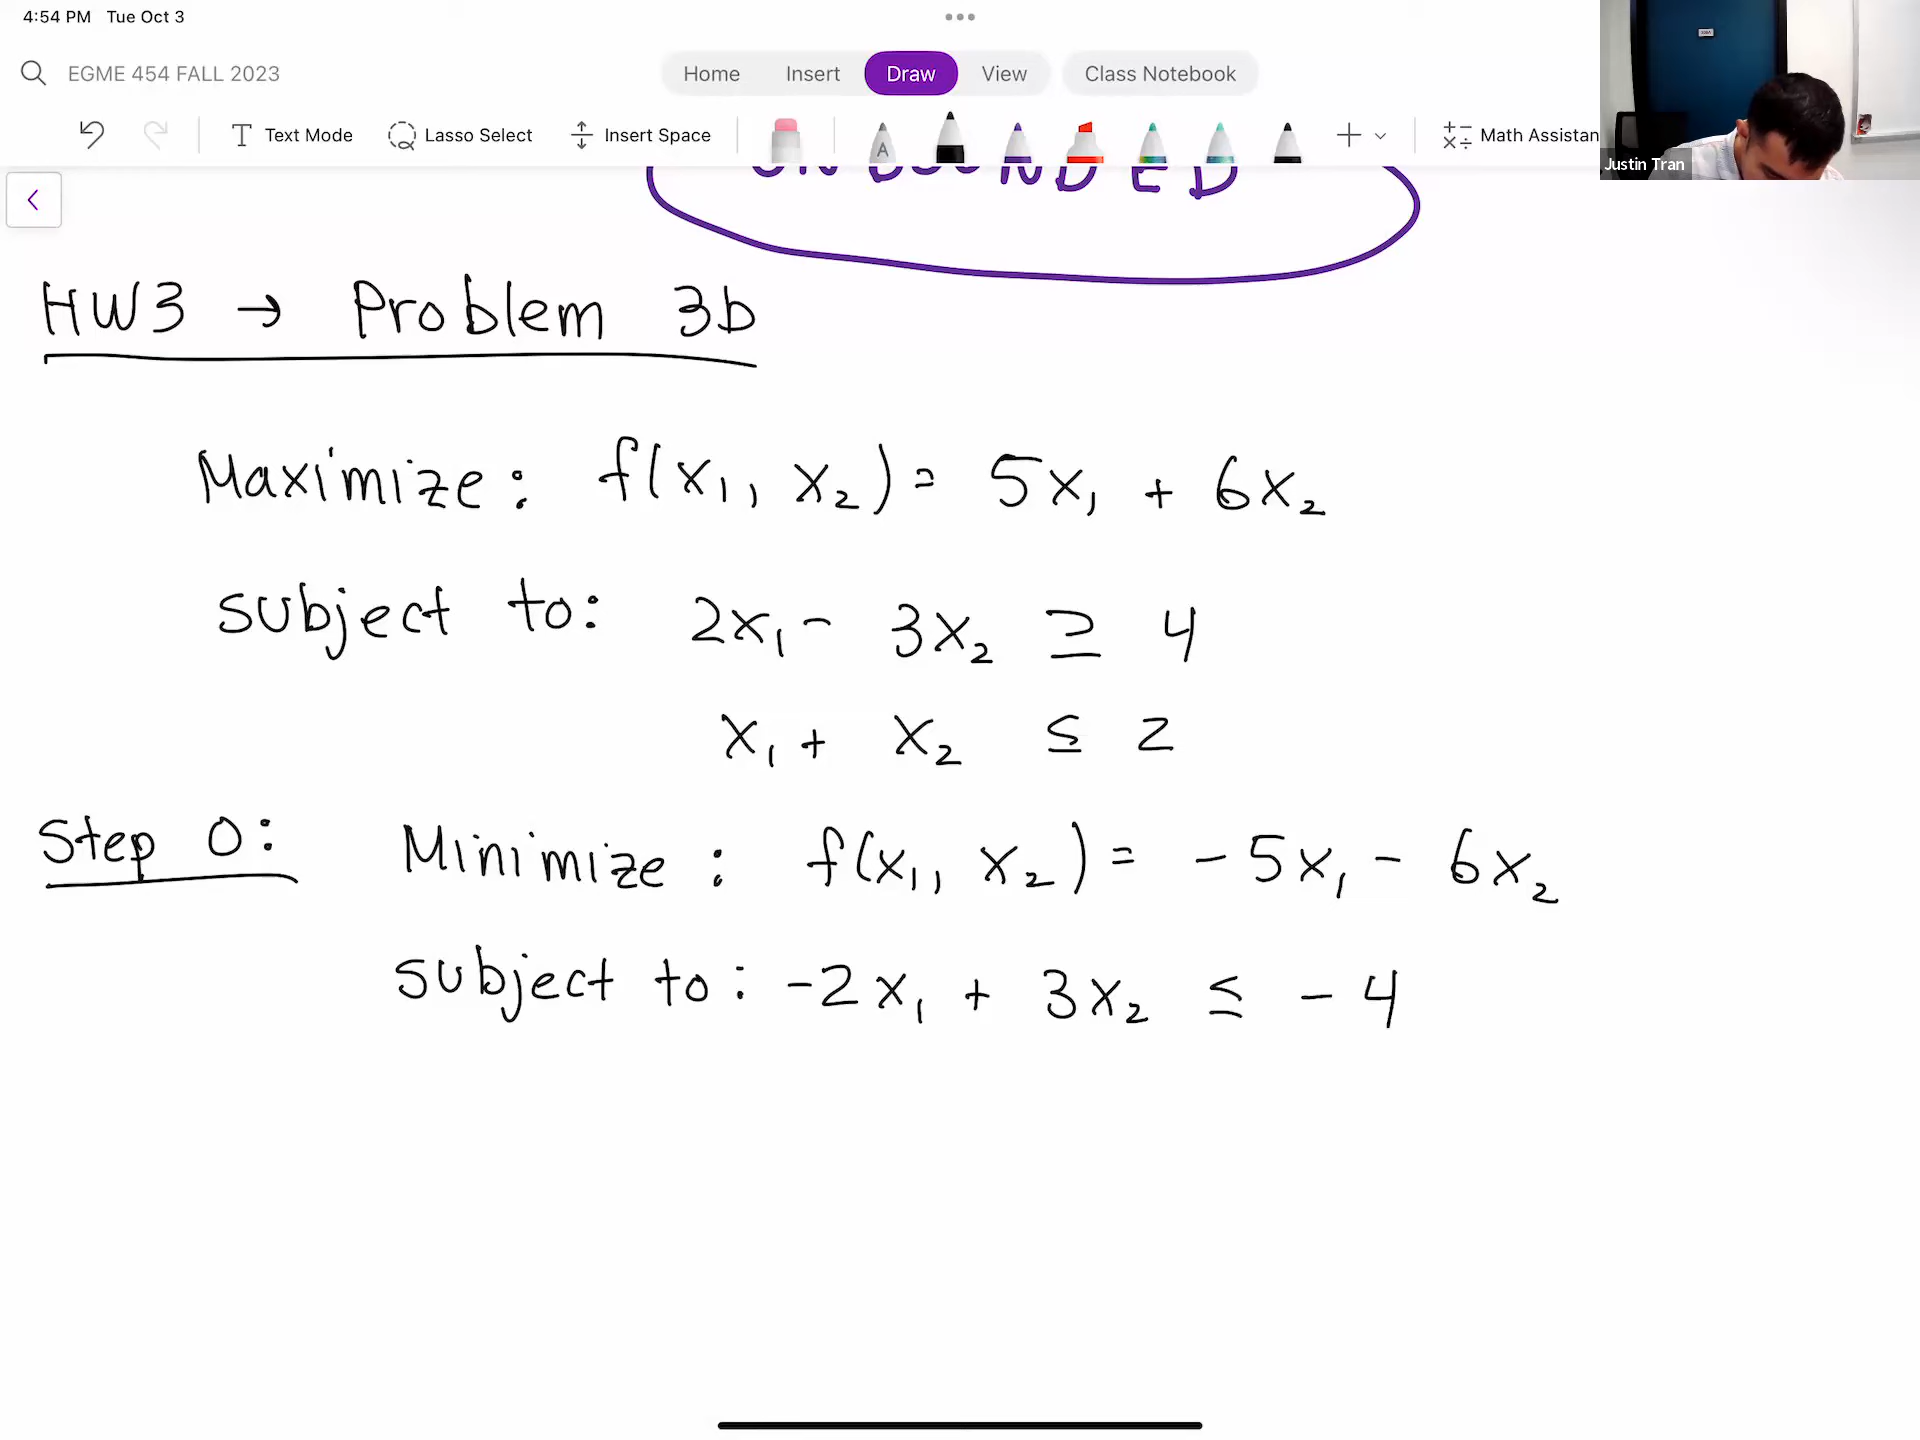 4:54 PM Tue Oct 3
EGME 454 FALL 2023
Home Insert Draw View Class Notebook
Text Mode Lasso Select Insert Space A Math Assistan
Justin Tran
UNBOUNDED
HW3 → Problem 3b
Maximize: f(x₁, x₂) = 5x₁ + 6x₂
subject to: 2x₁ - 3x₂ ≥ 4
x₁ + x₂ ≤ 2
Step 0: Minimize : f(x₁, x₂) = -5x₁ - 6x₂
subject to: -2x₁ + 3x₂ ≤ -4